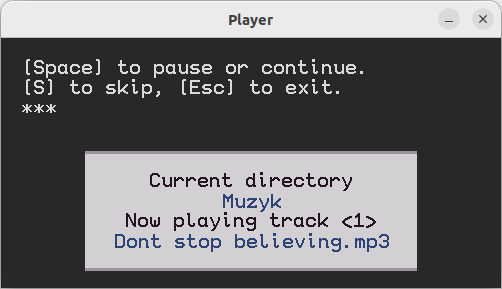 Player
[Space] to pause or continue.
[S] to skip, [Esc] to exit.
***
Current directory
Muzyk
Now playing track <1>
Dont stop believing.mp3